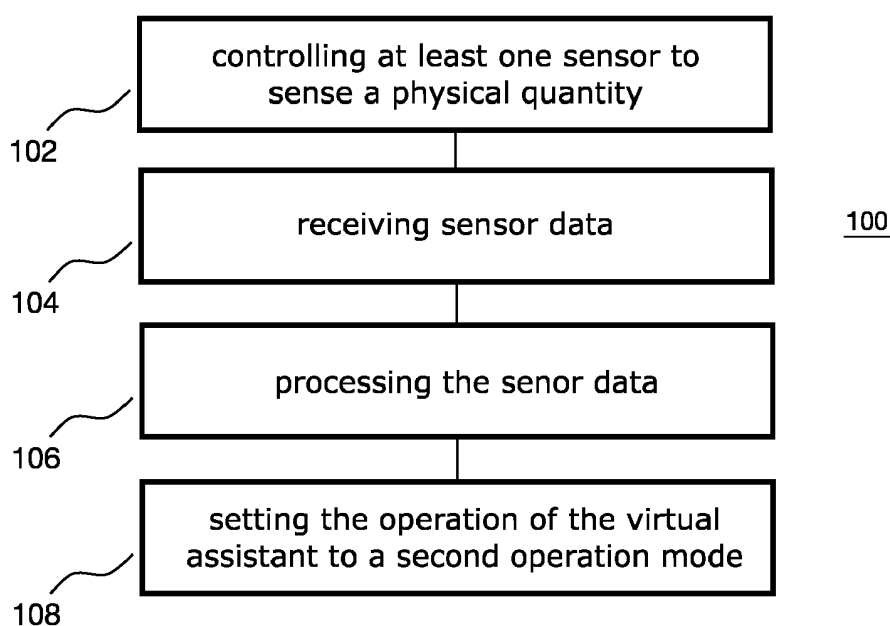 controlling at least one sensor to
sense a physical quantity
102
receiving sensor data
100
104
processing the senor data
106
setting the operation of the virtual
assistant to a second operation mode
108